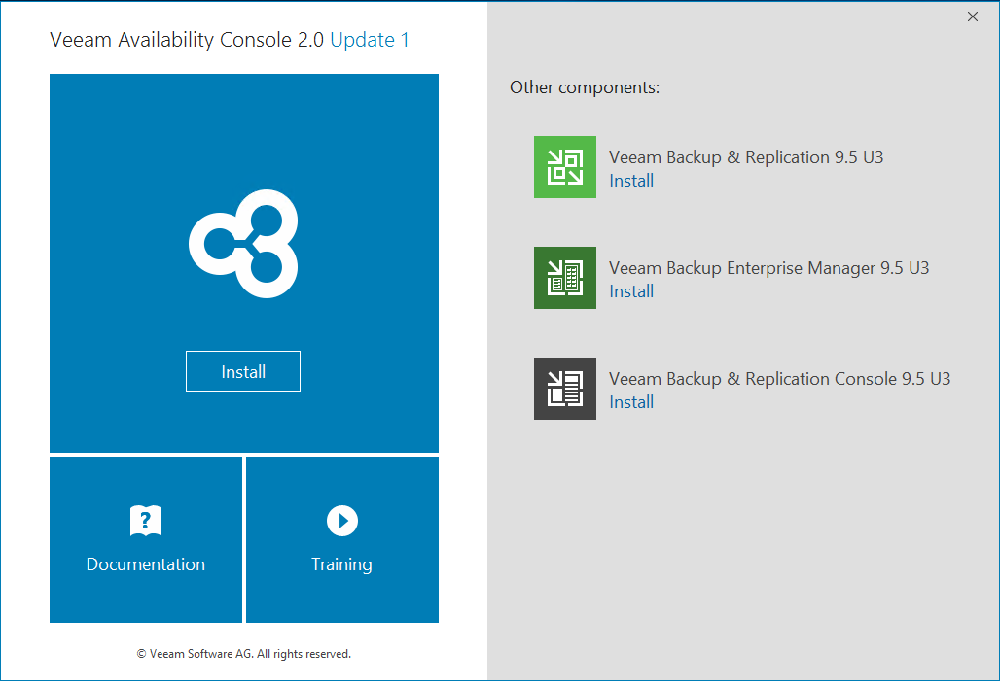 Veeam Availability Console 2.0 Update 1
Install
?
Documentation
Training
© Veeam Software AG. All rights reserved.
Other components:
Veeam Backup & Replication 9.5 U3
Install
Veeam Backup Enterprise Manager 9.5 U3
Install
Veeam Backup & Replication Console 9.5 U3
Install